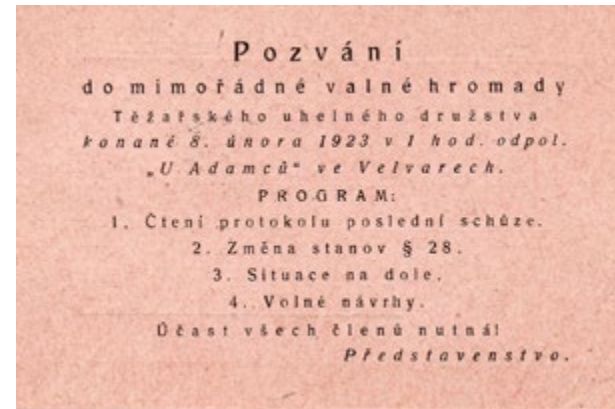 Pozvání
do mimořádné valné hromady
Těžařského uhelného družstva
konané 8. února 1923 v 1 hod. odpol.
„U Adamců“ ve Velvarech.
PROGRAM:
1. Čtení protokolu poslední schůze.
2. Změna stanov § 28.
3. Situace na dole.
4. Volné návrhy.
Účast všech členů nutná!
Představenstvo.